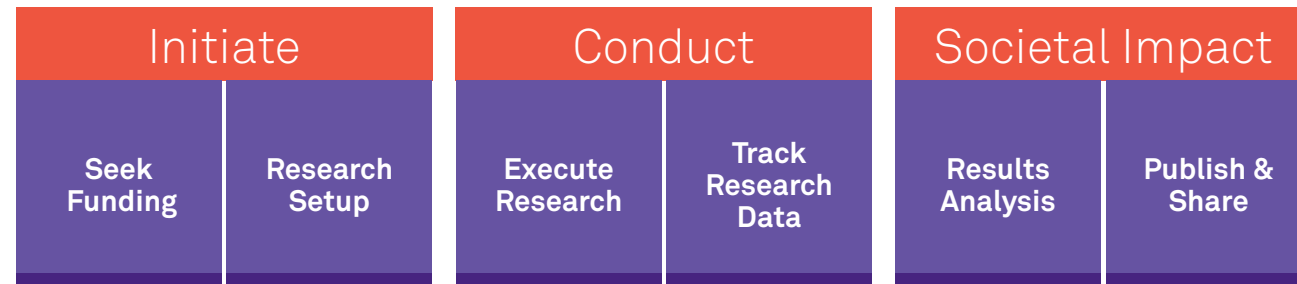 Initiate
Seek
Funding
Research
Setup
Conduct
Execute
Research
Track
Research
Data
Societal Impact
Results
Analysis
Publish &
Share